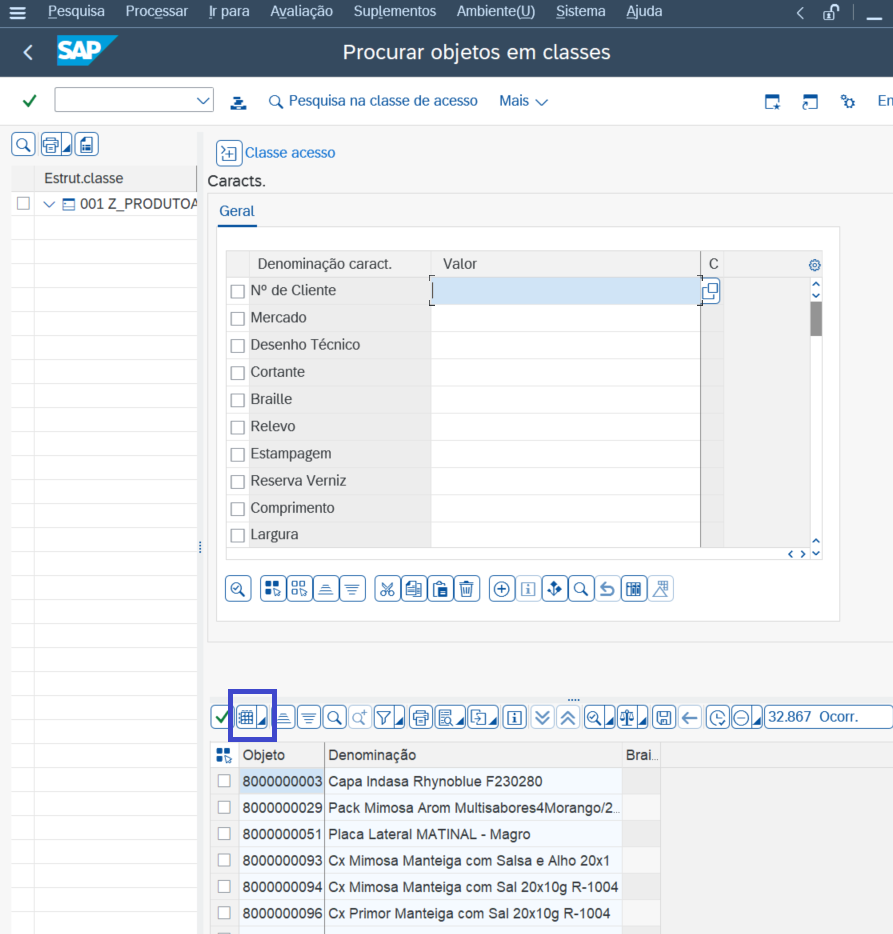 Pesquisa Processar Ir para Avaliação Suplementos Ambiente(U) Sistema Ajuda
SAP Procurar objetos em classes
Pesquisa na classe de acesso Mais En
Classe acesso
Estrut.classe Caracts.
001 Z_PRODUTOA
Geral
Denominação caract. Valor C
Nº de Cliente
Mercado
Desenho Técnico
Cortante
Braille
Relevo
Estampagem
Reserva Verniz
Comprimento
Largura
32.867 Ocorr.
Objeto Denominação Brai...
8000000003 Capa Indasa Rhynoblue F230280
8000000029 Pack Mimosa Arom Multisabores4Morango/2...
8000000051 Placa Lateral MATINAL - Magro
8000000093 Cx Mimosa Manteiga com Salsa e Alho 20x1
8000000094 Cx Mimosa Manteiga com Sal 20x10g R-1004
8000000096 Cx Primor Manteiga com Sal 20x10g R-1004